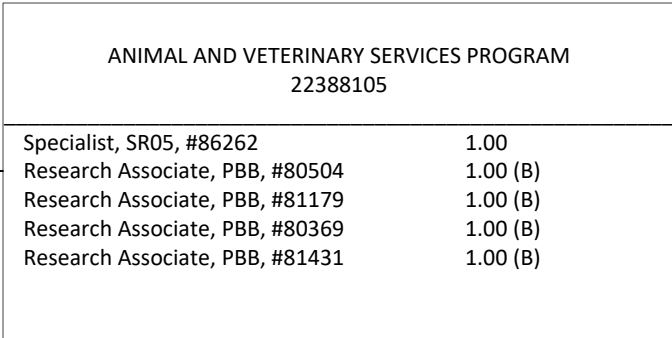 ANIMAL AND VETERINARY SERVICES PROGRAM
22388105
Specialist, SR05, #86262 1.00
Research Associate, PBB, #80504 1.00 (B)
Research Associate, PBB, #81179 1.00 (B)
Research Associate, PBB, #80369 1.00 (B)
Research Associate, PBB, #81431 1.00 (B)